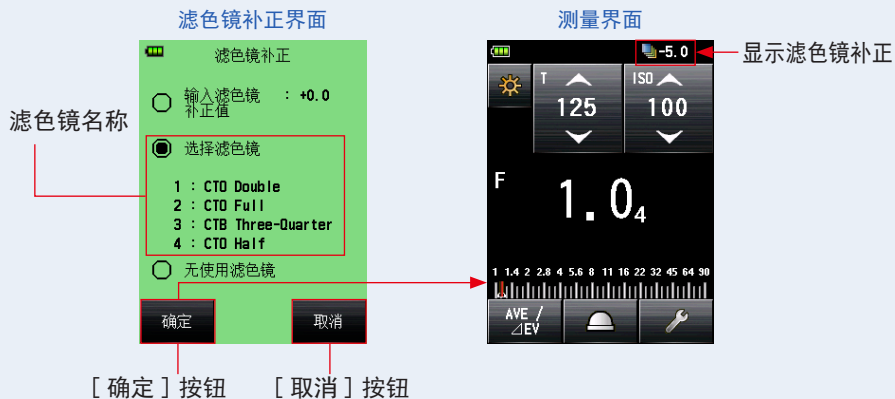 滤色镜补正界面
滤色镜补正
输入滤色镜 : +0.0
补正值
滤色镜名称
选择滤色镜
1 : CTO Double
2 : CTO Full
3 : CTB Three-Quarter
4 : CTO Half
无使用滤色镜
确定
取消
[ 确定 ] 按钮
[ 取消 ] 按钮
测量界面
-5.0
显示滤色镜补正
T
125
ISO
100
F
1.0₄
1 1.4 2 2.8 4 5.6 8 11 16 22 32 45 64 90
AVE /
⊿EV